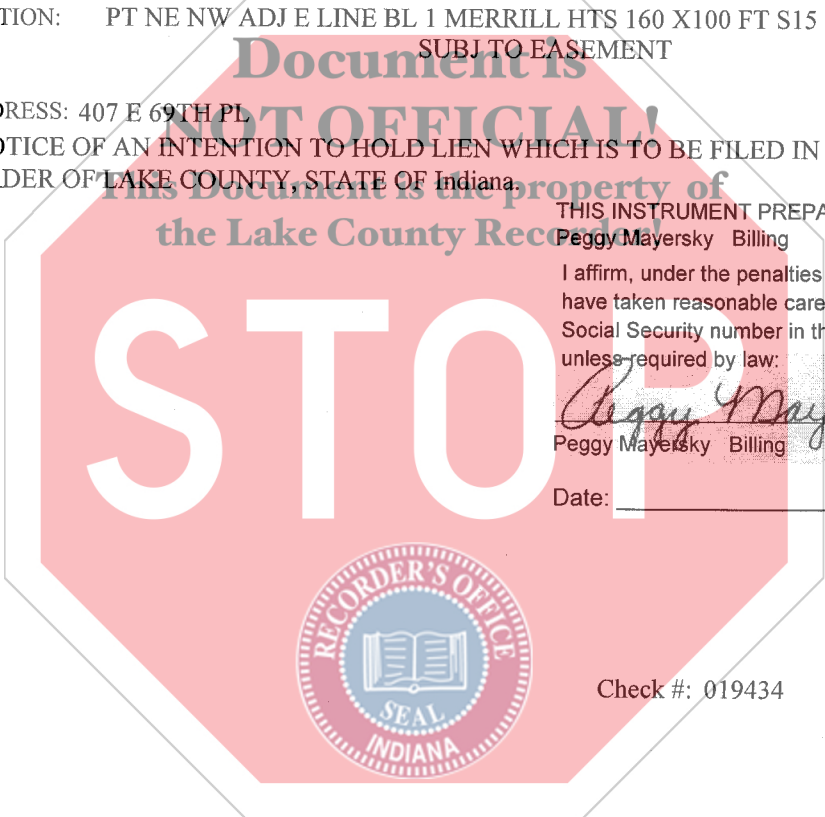 TION: PT NE NW ADJ E LINE BL 1 MERRILL HTS 160 X100 FT S15
SUBJ TO EASEMENT
Document is
DRESS: 407 E 69TH PL
NOT OFFICIAL!
OTICE OF AN INTENTION TO HOLD LIEN WHICH IS TO BE FILED IN
DER OF LAKE COUNTY, STATE OF Indiana.
This Document is the property of
the Lake County Recorder!
THIS INSTRUMENT PREPA
Peggy Mayersky Billing
I affirm, under the penalties
have taken reasonable care
Social Security number in th
unless required by law:
Peggy May
Peggy Mayersky Billing
Date:
STOP
RECORDER'S OFFICE
SEAL
INDIANA
Check #: 019434